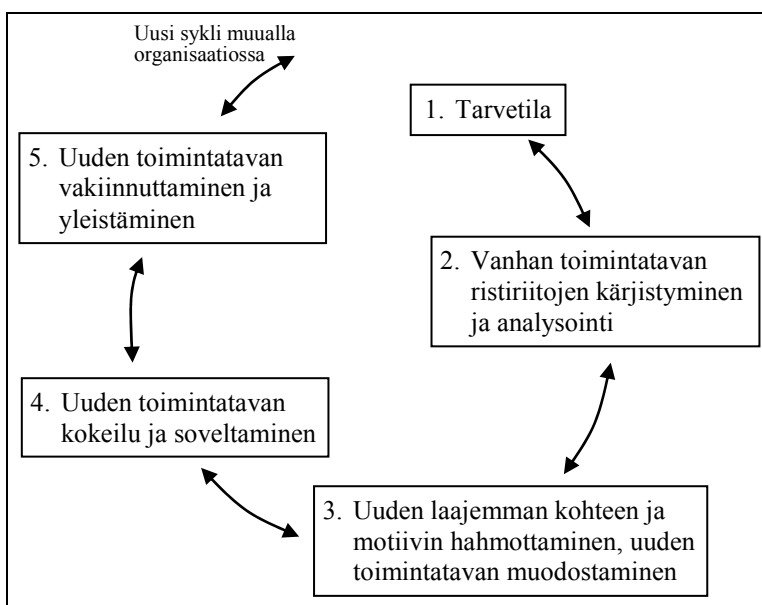 Uusi sykli muualla
organisaatiossa
1. Tarvetila
5. Uuden toimintatavan
vakiinnuttaminen ja
yleistäminen
2. Vanhan toimintatavan
ristiriitojen kärjistyminen
ja analysointi
4. Uuden toimintatavan
kokeilu ja soveltaminen
3. Uuden laajemman kohteen ja
motiivin hahmottaminen, uuden
toimintatavan muodostaminen